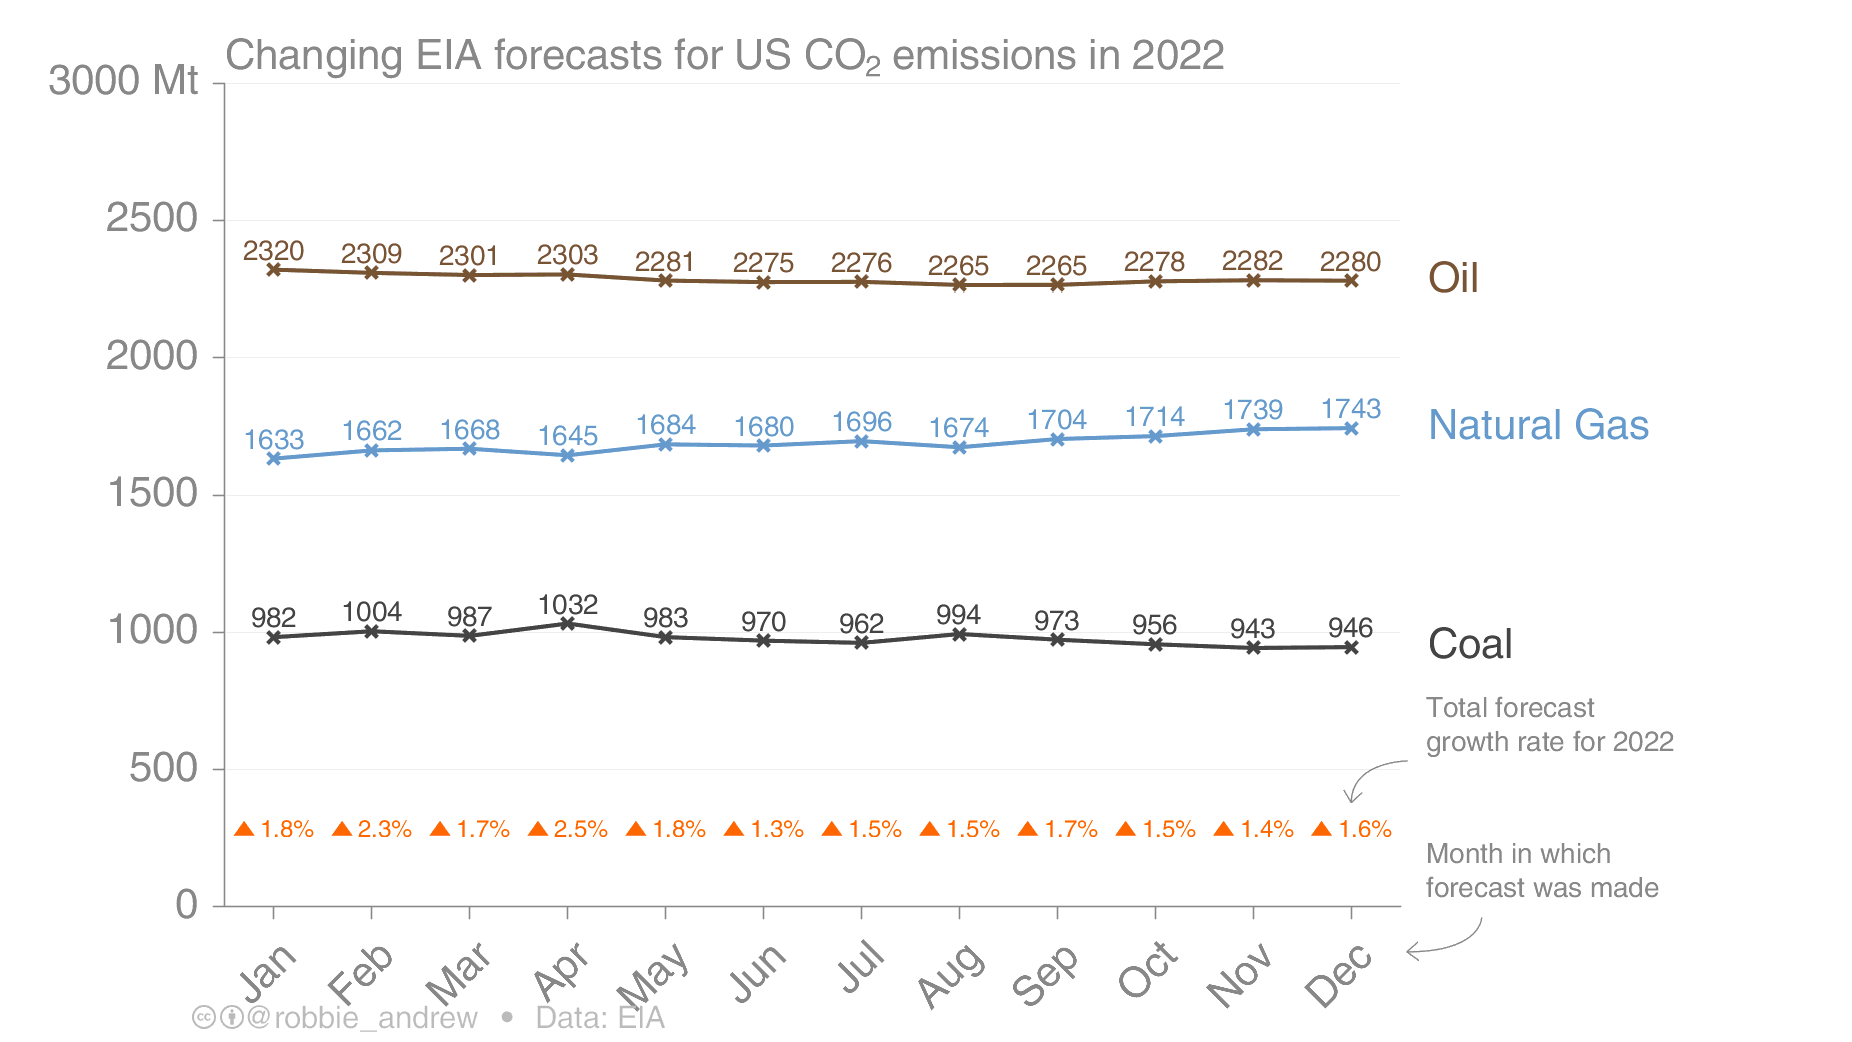 Changing EIA forecasts for US CO₂ emissions in 2022
3000 Mt
2500
2000
1500
1000
500
0
2320 2309 2301 2303 2281 2275 2276 2265 2265 2278 2282 2280
Oil
1633 1662 1668 1645 1684 1680 1696 1674 1704 1714 1739 1743
Natural Gas
982 1004 987 1032 983 970 962 994 973 956 943 946
Coal
Total forecast
growth rate for 2022
▲ 1.8% ▲ 2.3% ▲ 1.7% ▲ 2.5% ▲ 1.8% ▲ 1.3% ▲ 1.5% ▲ 1.5% ▲ 1.7% ▲ 1.5% ▲ 1.4% ▲ 1.6%
Month in which
forecast was made
Jan Feb Mar Apr May Jun Jul Aug Sep Oct Nov Dec
cc @robbie_andrew • Data: EIA